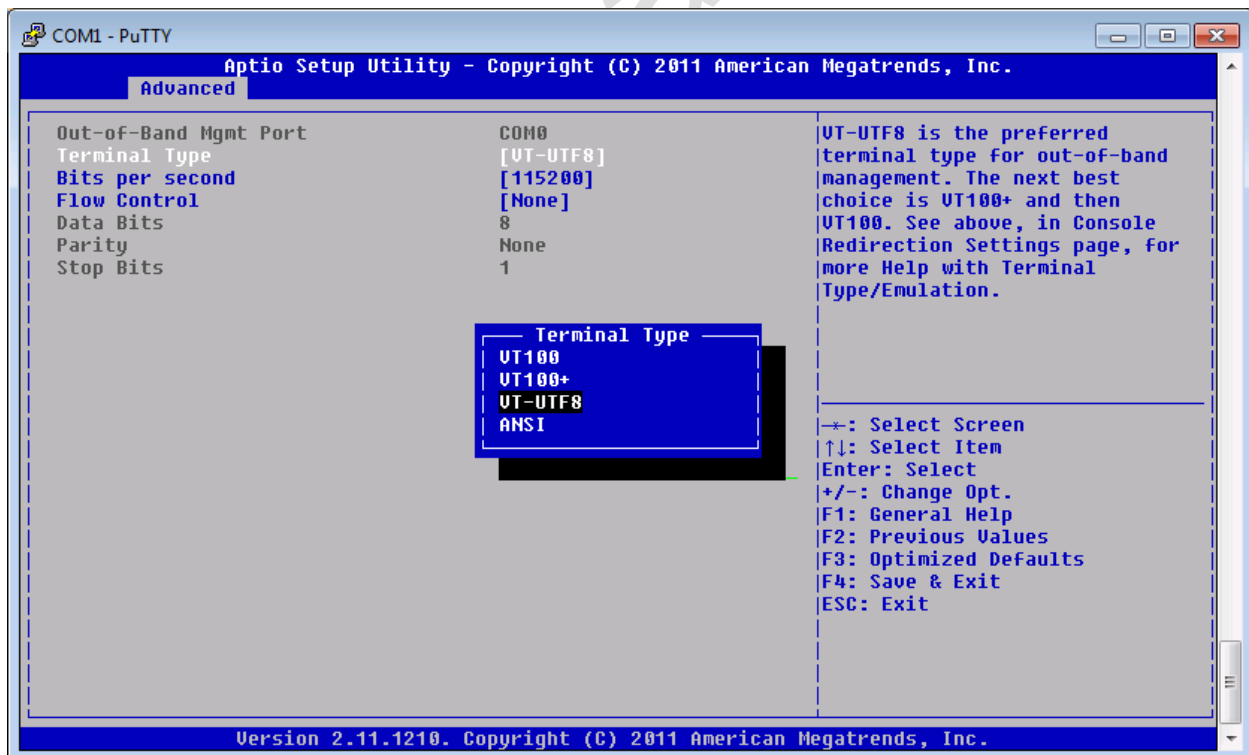 COM1 - PuTTY
Aptio Setup Utility - Copyright (C) 2011 American Megatrends, Inc.
Advanced
Out-of-Band Mgmt Port COM0
Terminal Type [VT-UTF8]
Bits per second [115200]
Flow Control [None]
Data Bits 8
Parity None
Stop Bits 1
VT-UTF8 is the preferred
terminal type for out-of-band
management. The next best
choice is VT100+ and then
VT100. See above, in Console
Redirection Settings page, for
more Help with Terminal
Type/Emulation.
Terminal Type
VT100
VT100+
VT-UTF8
ANSI
→←: Select Screen
↑↓: Select Item
Enter: Select
+/-: Change Opt.
F1: General Help
F2: Previous Values
F3: Optimized Defaults
F4: Save & Exit
ESC: Exit
Version 2.11.1210. Copyright (C) 2011 American Megatrends, Inc.